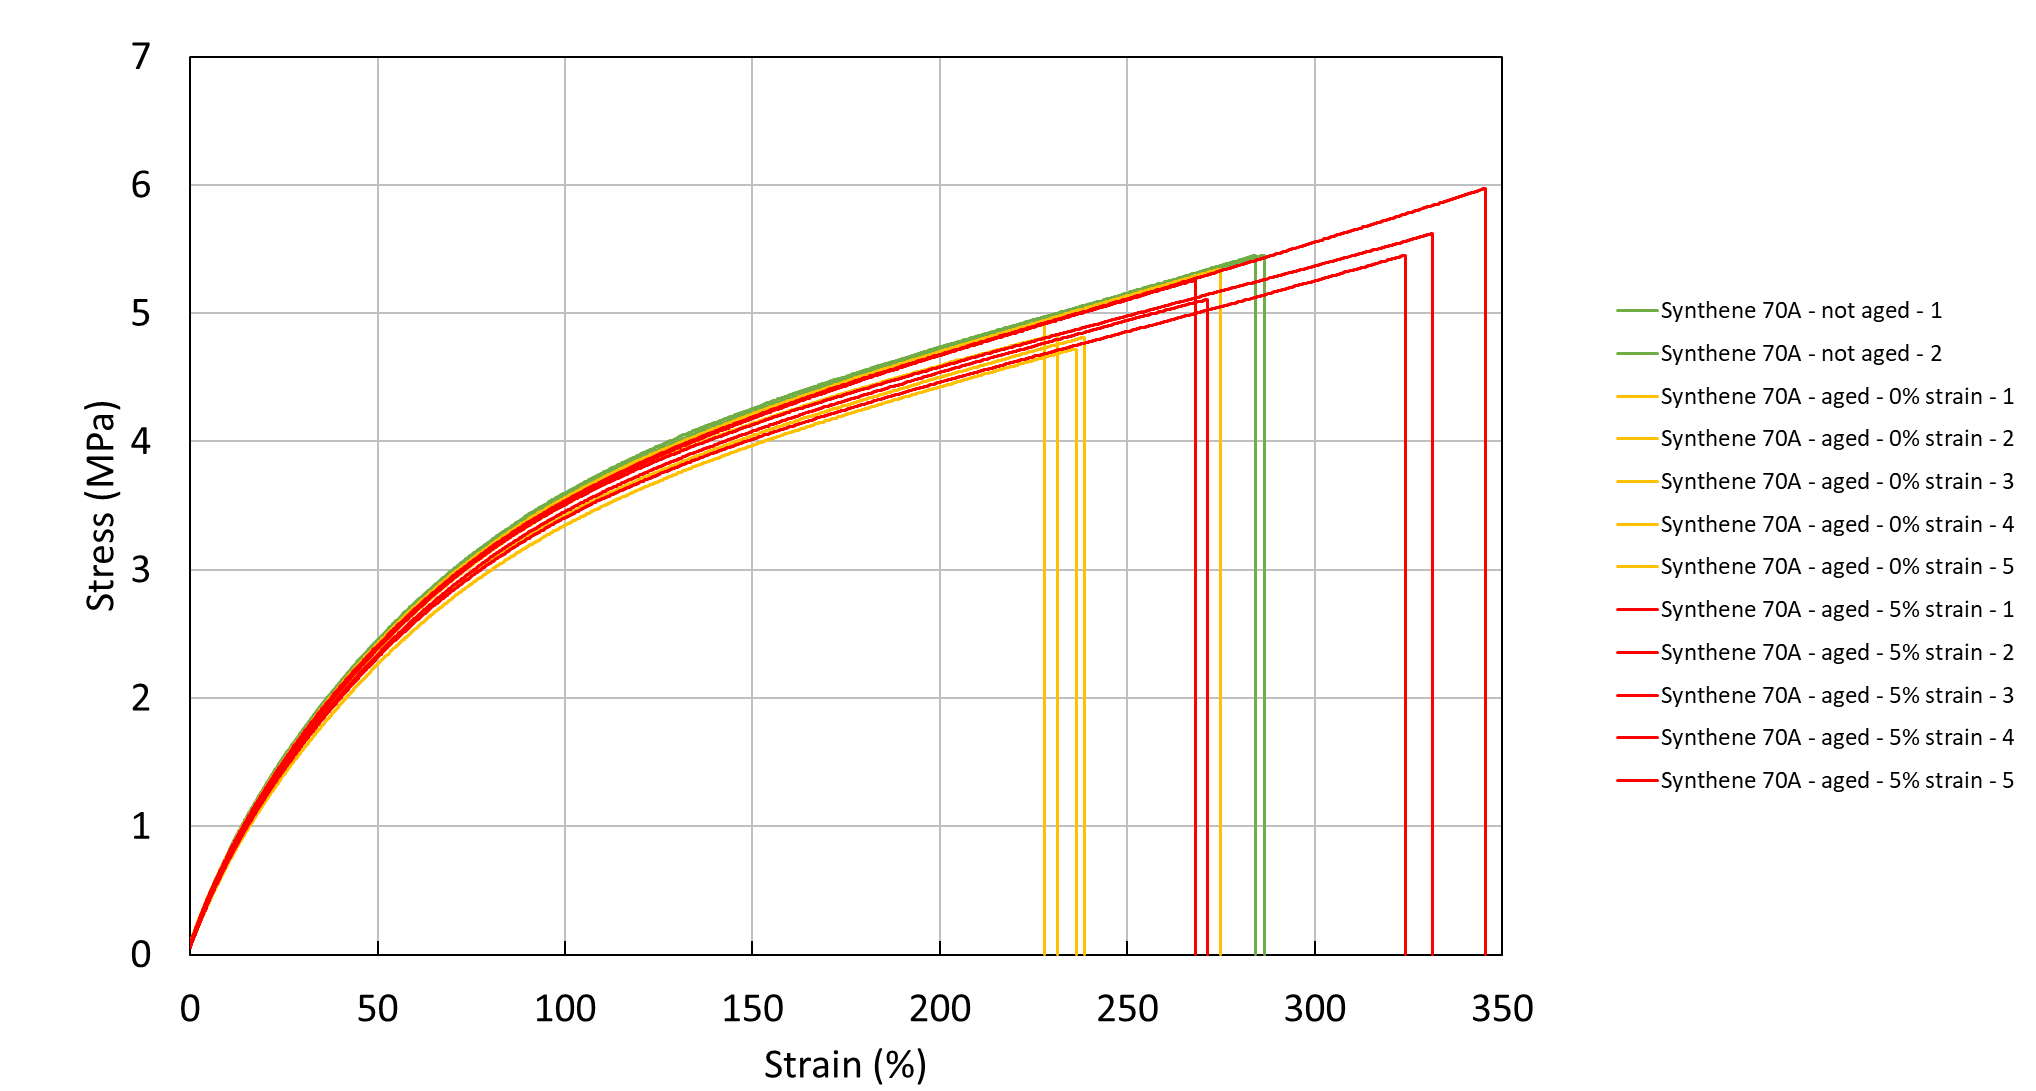 7
6
5
4
3
2
1
0
Stress (MPa)
0 50 100 150 200 250 300 350
Strain (%)
Synthene 70A - not aged - 1
Synthene 70A - not aged - 2
Synthene 70A - aged - 0% strain - 1
Synthene 70A - aged - 0% strain - 2
Synthene 70A - aged - 0% strain - 3
Synthene 70A - aged - 0% strain - 4
Synthene 70A - aged - 0% strain - 5
Synthene 70A - aged - 5% strain - 1
Synthene 70A - aged - 5% strain - 2
Synthene 70A - aged - 5% strain - 3
Synthene 70A - aged - 5% strain - 4
Synthene 70A - aged - 5% strain - 5